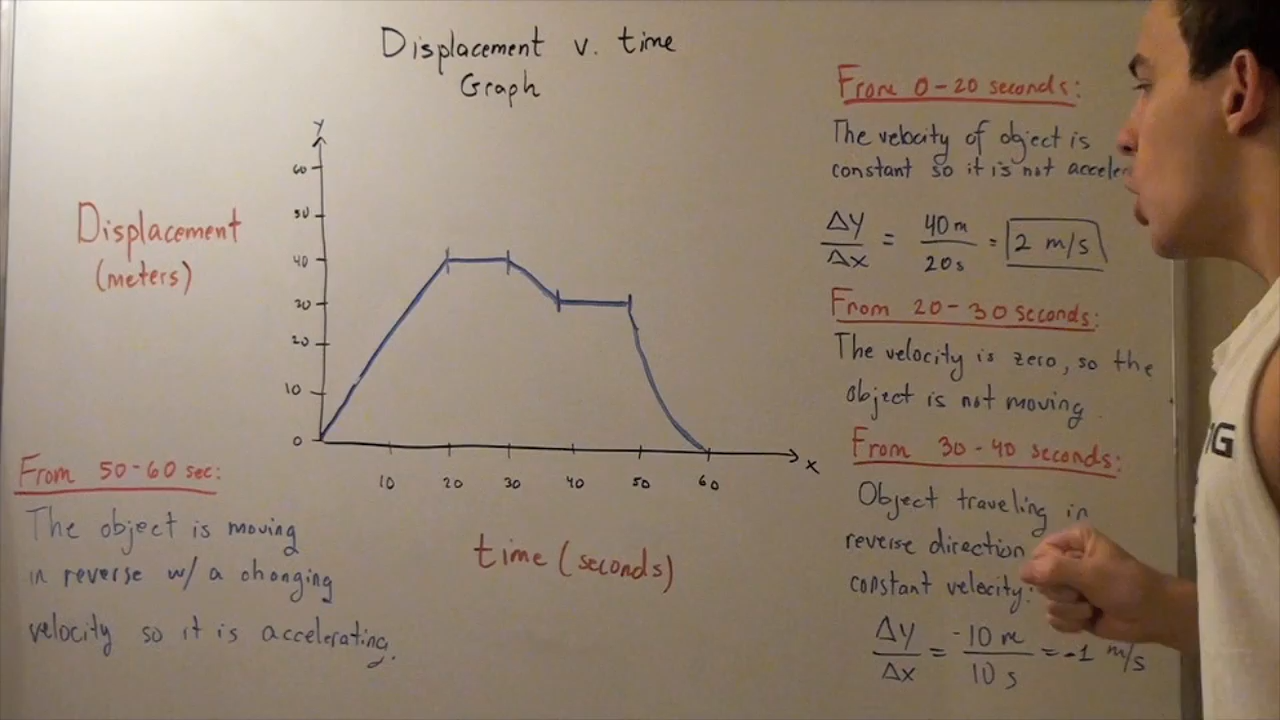 Displacement v. time
Graph
Y
60
50
40
30
20
10
0
10 20 30 40 50 60
X
Displacement
(meters)
time (seconds)
From 50-60 sec:
The object is moving
in reverse w/ a changing
velocity so it is accelerating.
From 0-20 seconds:
The velocity of object is
constant so it is not
ΔY/ΔX = 40m/20s = 2 m/s
From 20-30 seconds:
The velocity is zero, so the
object is not moving.
From 30-40 seconds:
Object traveling in
reverse direction
constant velocity:
ΔY/ΔX = -10m/10s = -1 m/s